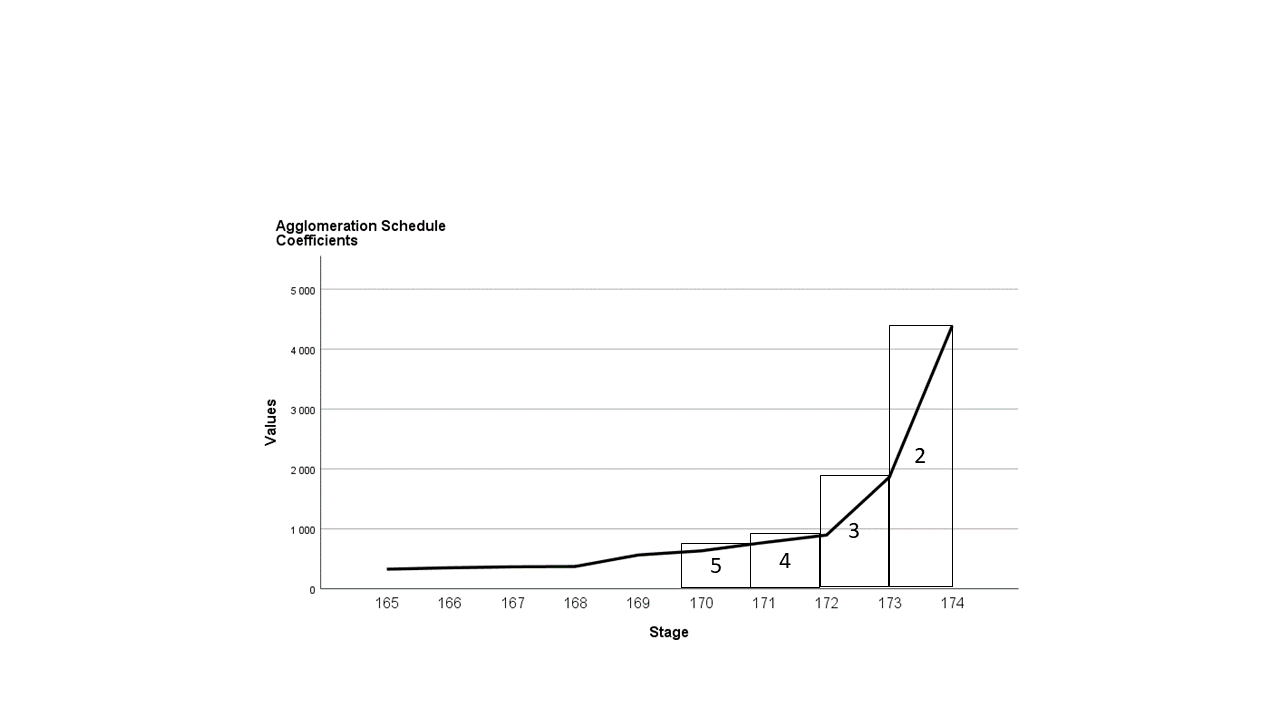 Agglomeration Schedule
Coefficients
5 000
4 000
3 000
2 000
1 000
0
Values
2
3
4
5
165 166 167 168 169 170 171 172 173 174
Stage